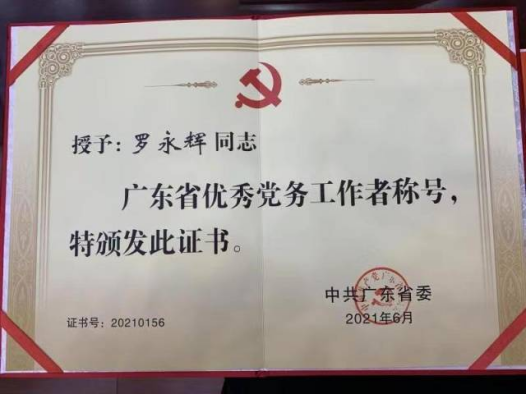 授予：罗永辉同志
广东省优秀党务工作者称号，
特颁发此证书。
中共广东省委
2021年6月
证书号：20210156